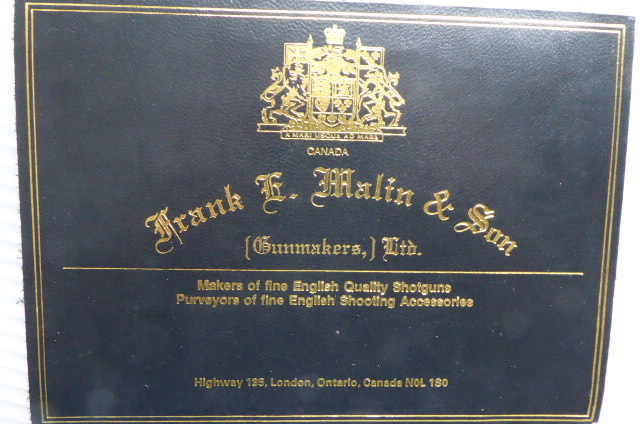 A MARI USQUE AD MARE
CANADA
Frank E. Malin & Son
(Gunmakers,) Ltd.
Makers of fine English Quality Shotguns
Purveyors of fine English Shooting Accessories
Highway 135, London, Ontario, Canada N0L 1S0